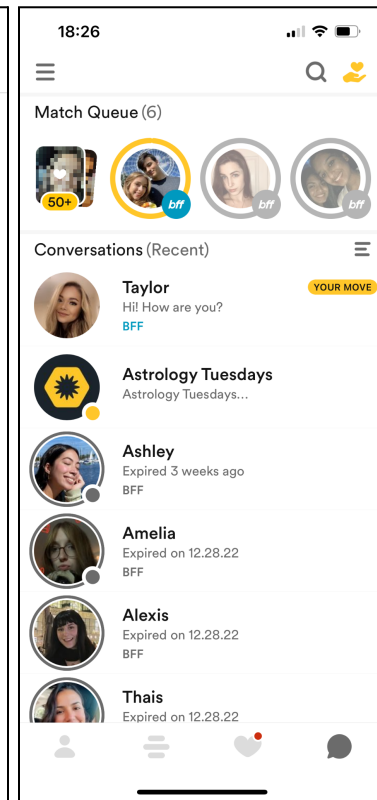 18:26
Match Queue (6)
50+
bff
bff
bff
Conversations (Recent)
Taylor
YOUR MOVE
Hi! How are you?
BFF
Astrology Tuesdays
Astrology Tuesdays...
Ashley
Expired 3 weeks ago
BFF
Amelia
Expired on 12.28.22
BFF
Alexis
Expired on 12.28.22
BFF
Thais
Expired on 12.28.22